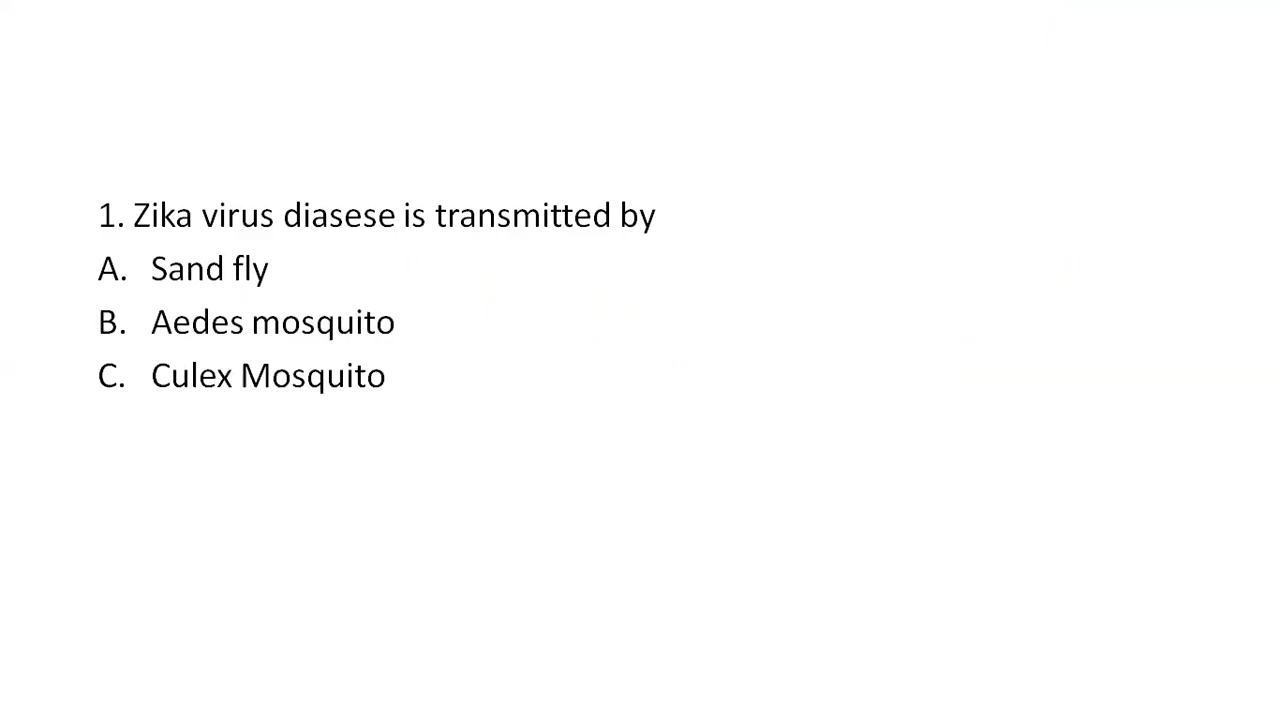 1. Zika virus diasese is transmitted by
A. Sand fly
B. Aedes mosquito
C. Culex Mosquito